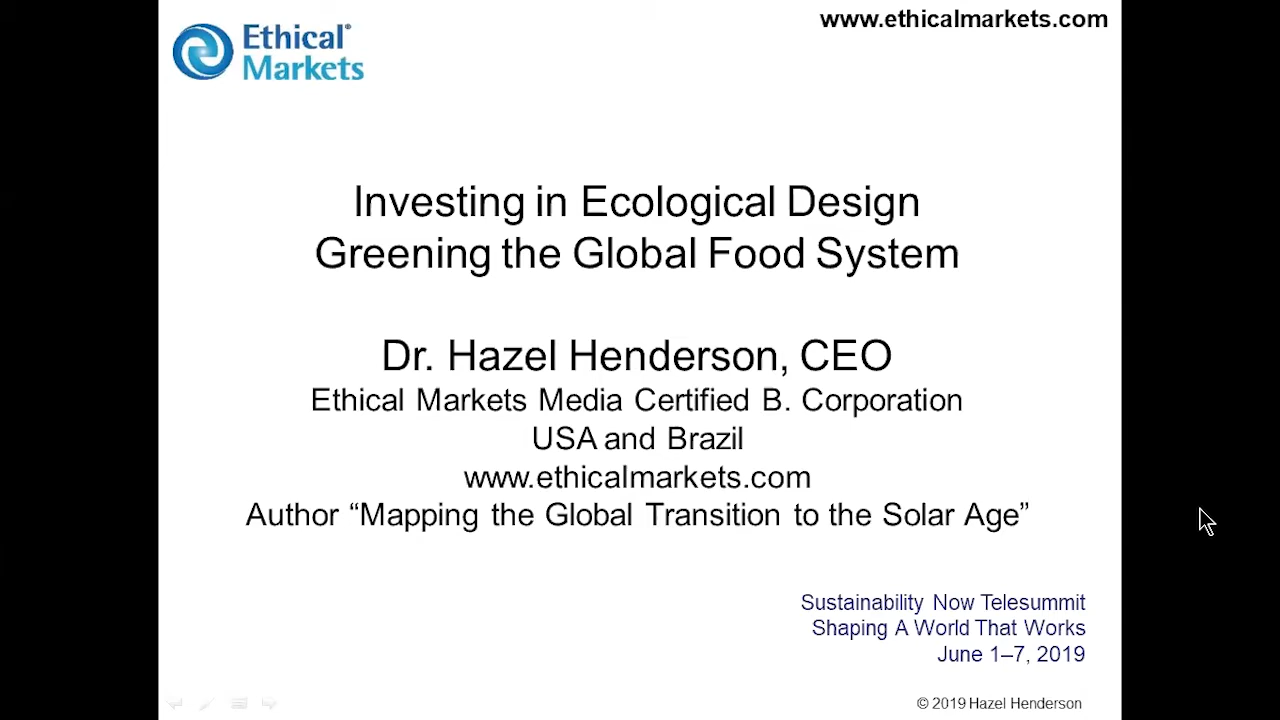 www.ethicalmarkets.com
Ethical®
Markets
Investing in Ecological Design
Greening the Global Food System
Dr. Hazel Henderson, CEO
Ethical Markets Media Certified B. Corporation
USA and Brazil
www.ethicalmarkets.com
Author “Mapping the Global Transition to the Solar Age”
Sustainability Now Telesummit
Shaping A World That Works
June 1–7, 2019
© 2019 Hazel Henderson